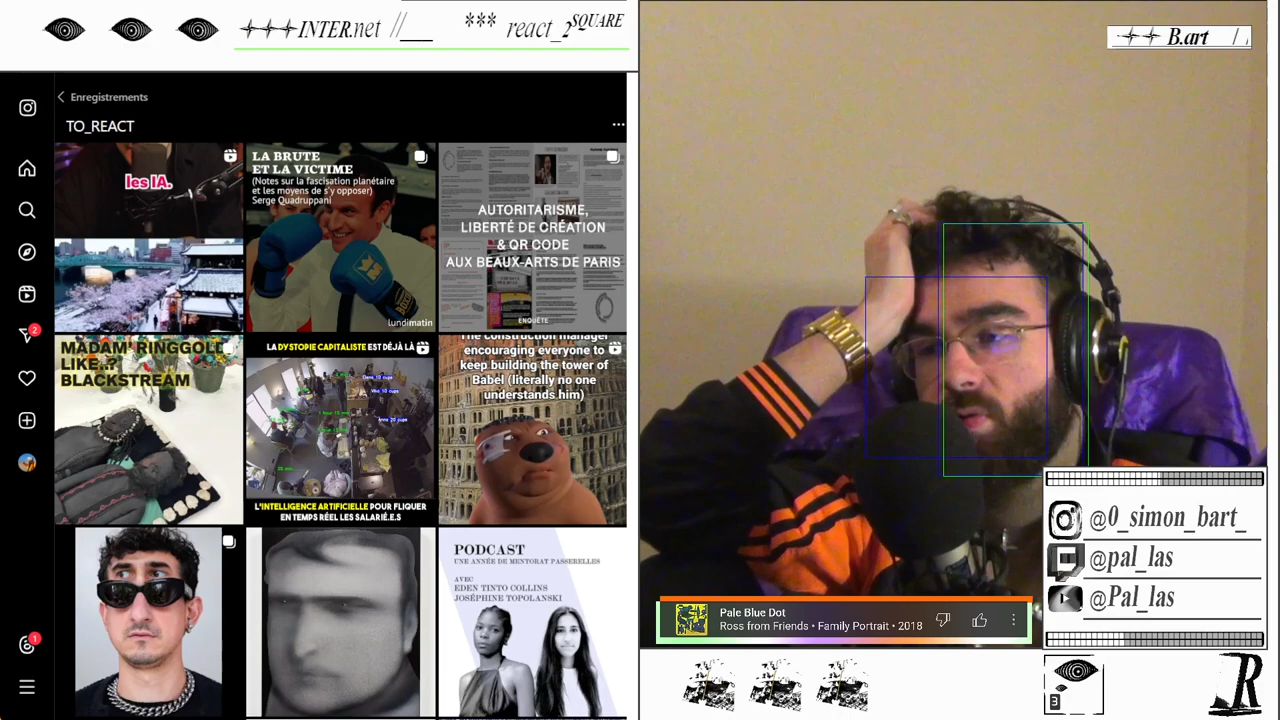 ✦✦✦INTER.net //___
*** react_2SQUARE
✦✦ B.art //
Enregistrements
TO_REACT
les IA.
LA BRUTE
ET LA VICTIME
(Notes sur la fascisation planétaire
et les moyens de s'y opposer)
Serge Quadruppani
lundimatin
AUTORITARISME,
LIBERTÉ DE CRÉATION
& QR CODE
AUX BEAUX-ARTS DE PARIS
ENQUÊTE
MADAM' RINGGOLD
LIKE..?
BLACKSTREAM
LA DYSTOPIE CAPITALISTE EST DÉJÀ LÀ
L'INTELLIGENCE ARTIFICIELLE POUR FLIQUER
EN TEMPS RÉEL LES SALARIÉ.E.S
The construction manager
encouraging everyone to
keep building the tower of
Babel (literally no one
understands him)
PODCAST
UNE ANNÉE DE MENTORAT PASSERELLES
AVEC
EDEN TINTO COLLINS
JOSÉPHINE TOPOLANSKI
2
1
@0_simon_bart_
@pal_las
@Pal_las
Pale Blue Dot
Ross from Friends • Family Portrait • 2018
3
R